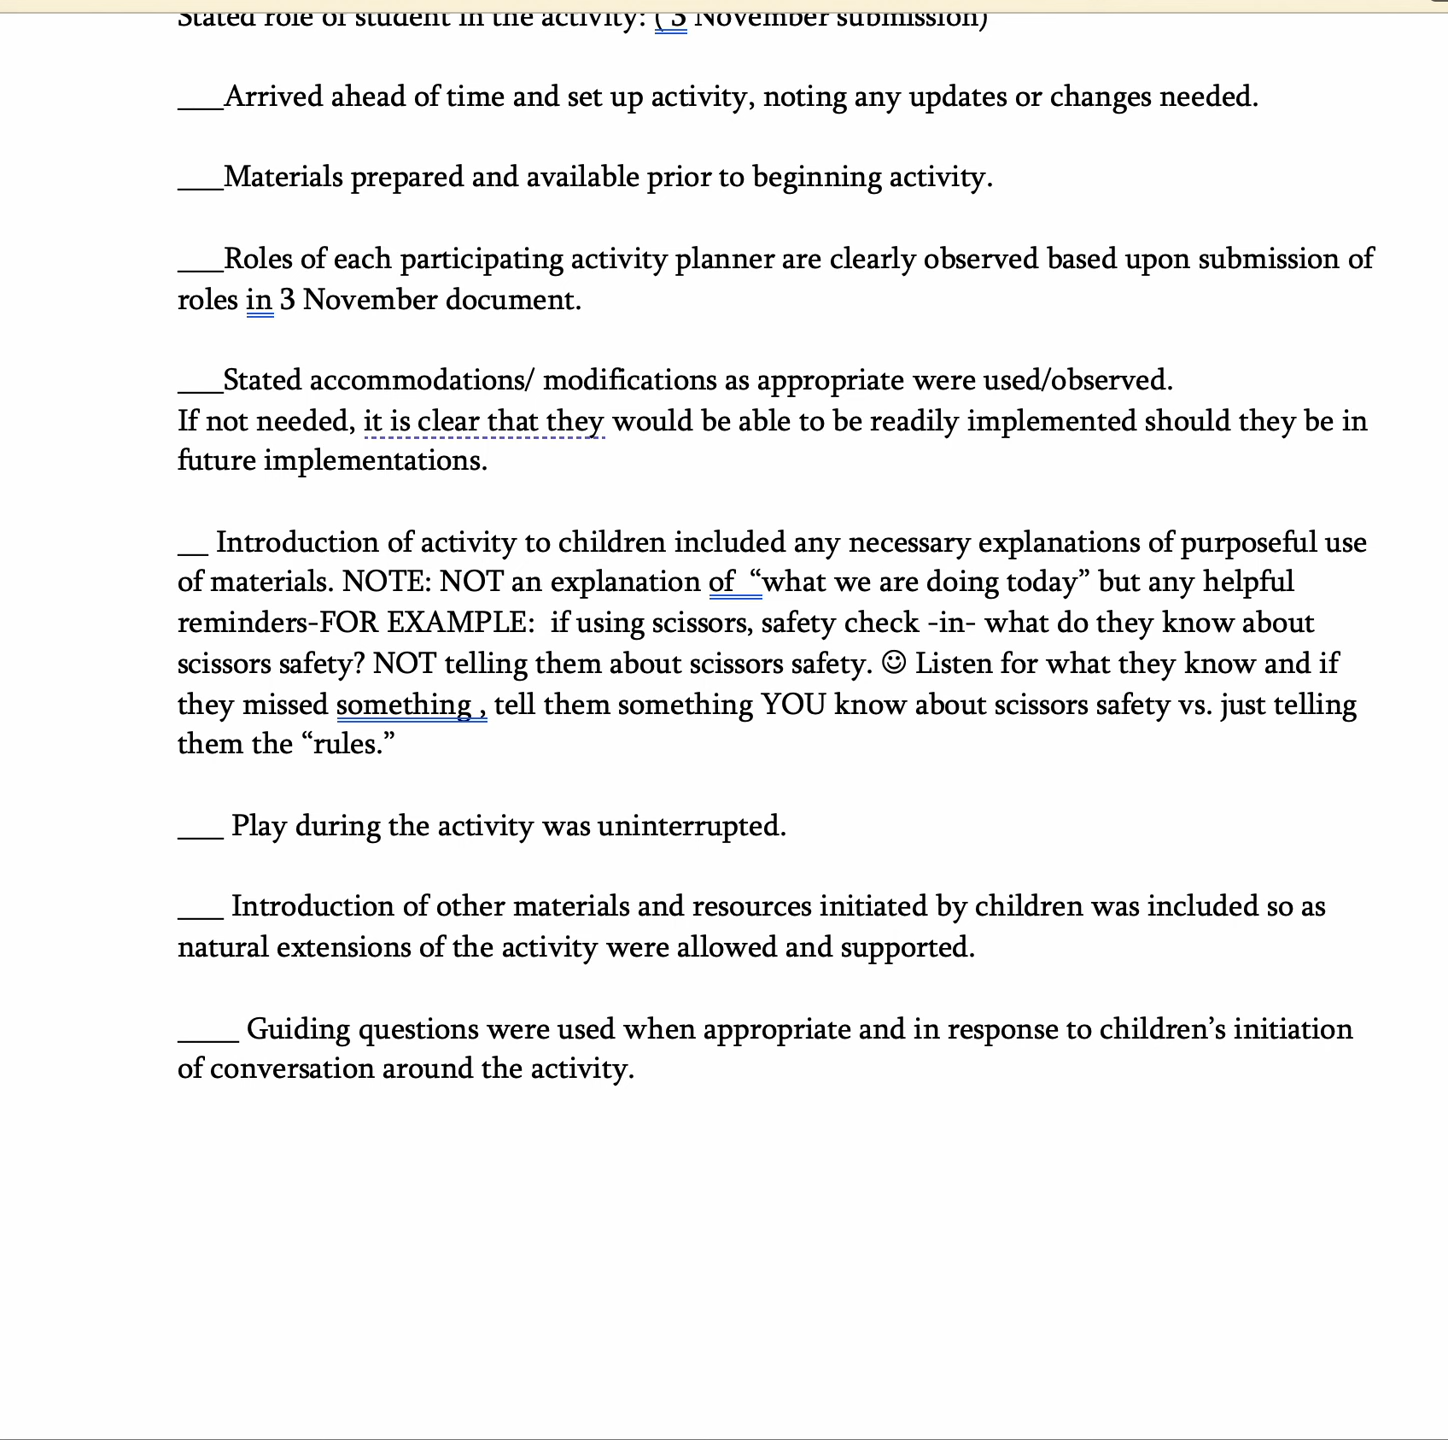 Stated role of student in the activity: ( 3 November submission)
___Arrived ahead of time and set up activity, noting any updates or changes needed.
___Materials prepared and available prior to beginning activity.
___Roles of each participating activity planner are clearly observed based upon submission of
roles in 3 November document.
___Stated accommodations/ modifications as appropriate were used/observed.
If not needed, it is clear that they would be able to be readily implemented should they be in
future implementations.
__ Introduction of activity to children included any necessary explanations of purposeful use
of materials. NOTE: NOT an explanation of  “what we are doing today” but any helpful
reminders-FOR EXAMPLE:  if using scissors, safety check -in- what do they know about
scissors safety? NOT telling them about scissors safety. ☺ Listen for what they know and if
they missed something , tell them something YOU know about scissors safety vs. just telling
them the “rules.”
___ Play during the activity was uninterrupted.
___ Introduction of other materials and resources initiated by children was included so as
natural extensions of the activity were allowed and supported.
____ Guiding questions were used when appropriate and in response to children’s initiation
of conversation around the activity.